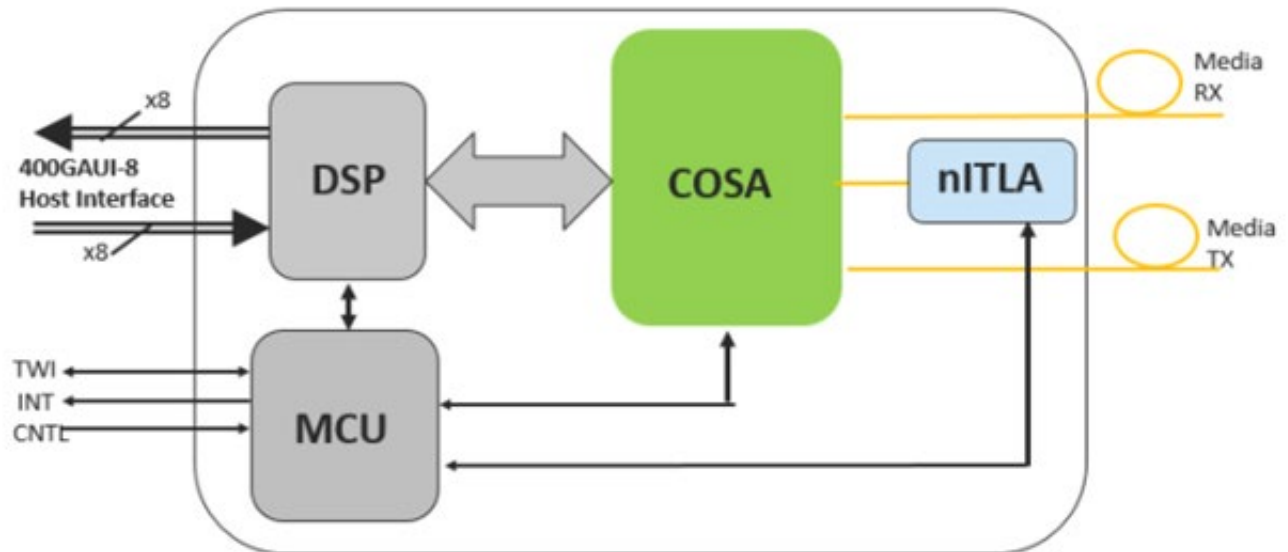 x8
400GAUI-8
Host Interface
x8
DSP
COSA
nITLA
Media
RX
Media
TX
TWI
INT
CNTL
MCU